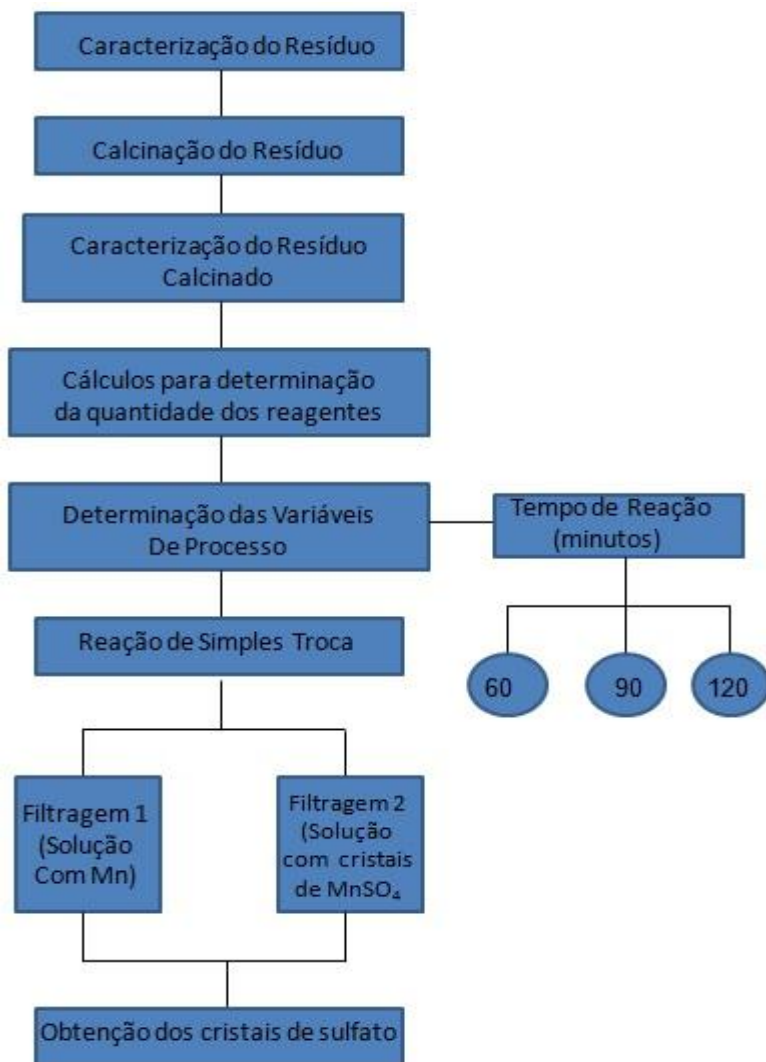 Caracterização do Resíduo
Calcinação do Resíduo
Caracterização do Resíduo
Calcinado
Cálculos para determinação
da quantidade dos reagentes
Determinação das Variáveis
De Processo
Tempo de Reação
(minutos)
Reação de Simples Troca
60
90
120
Filtragem 1
(Solução
Com Mn)
Filtragem 2
(Solução
com cristais
de MnSO₄
Obtenção dos cristais de sulfato